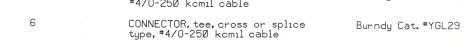 "4/0-250 kcmil cable
6 CONNECTOR, tee, cross or splice Burndy Cat. "YGL29
type, "4/0-250 kcmil cable